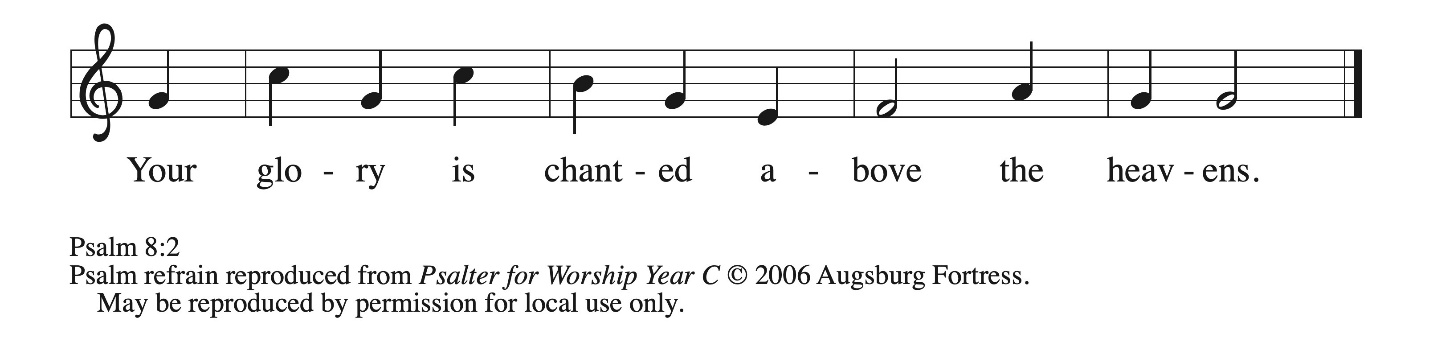 Your glo - ry is chant - ed a - bove the heav - ens.
Psalm 8:2
Psalm refrain reproduced from Psalter for Worship Year C © 2006 Augsburg Fortress.
May be reproduced by permission for local use only.